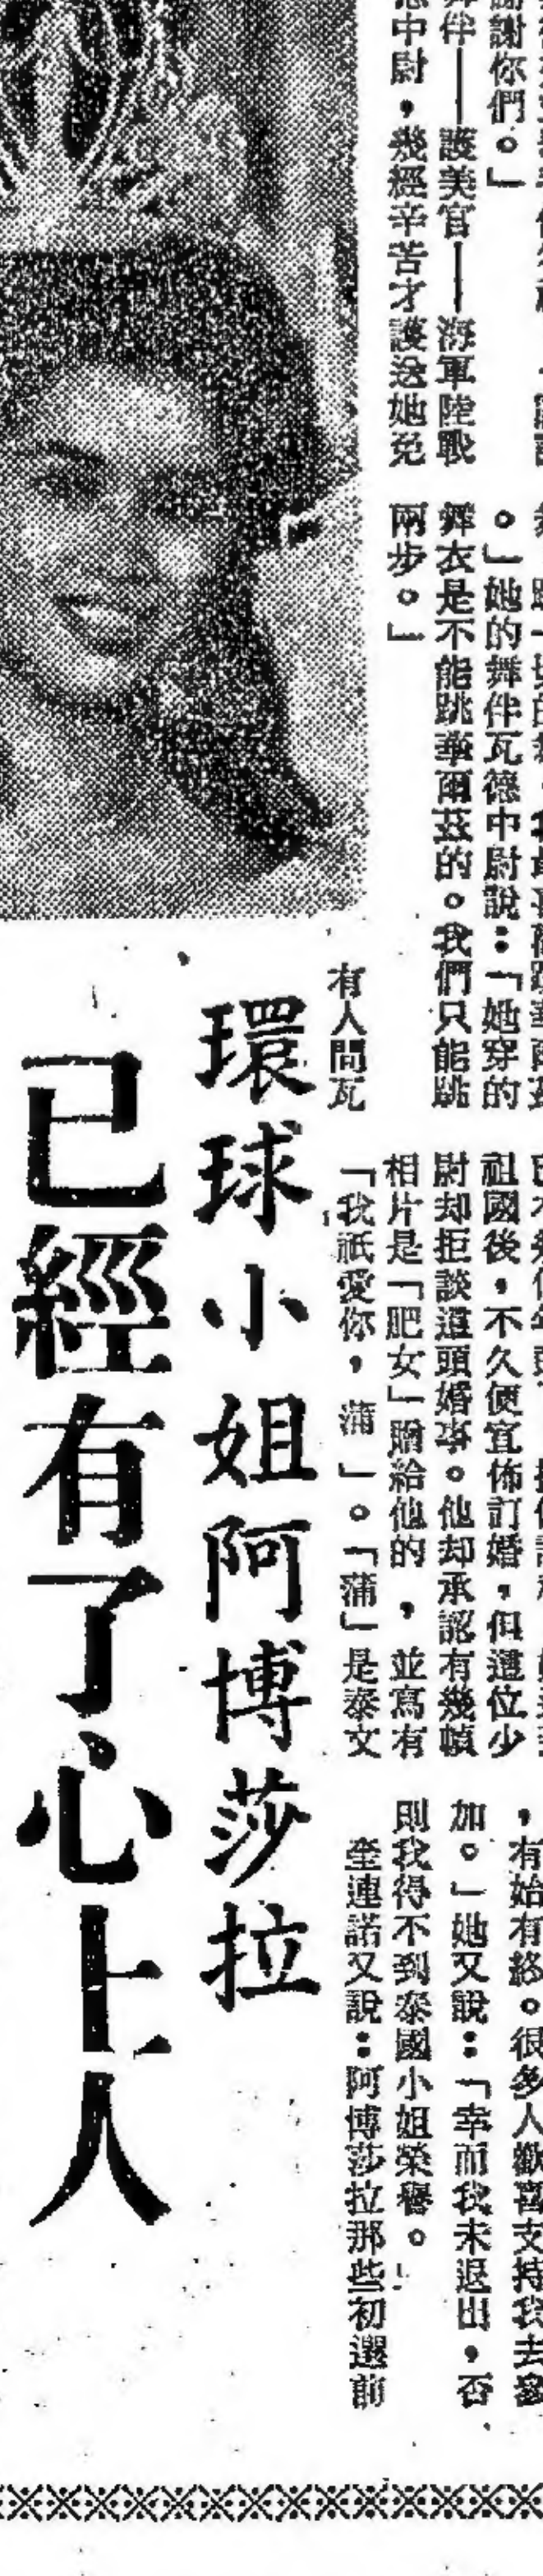 謝你們。」
舞伴——護美官——海軍陸戰
中尉，幾經辛苦才護送她免
。」她的舞伴瓦德中尉說：「她穿的
舞衣是不能跳華爾茲的。我們只能跳
兩步。」
有人問瓦
祖國後，不久便宣佈訂婚，但這位少
尉却拒談這頭婚事。他却承認有幾幀
相片是「肥女」贈給他的，並寫有
「我祇愛你，蒲」。「蒲」是泰文
，有始有終。很多人歡喜支持我去參
加。」她又說：「幸而我未退出，否
則我得不到泰國小姐榮譽。」
奎連諾又說：阿博莎拉那些初選前
環球小姐阿博莎拉
已經有了心上人